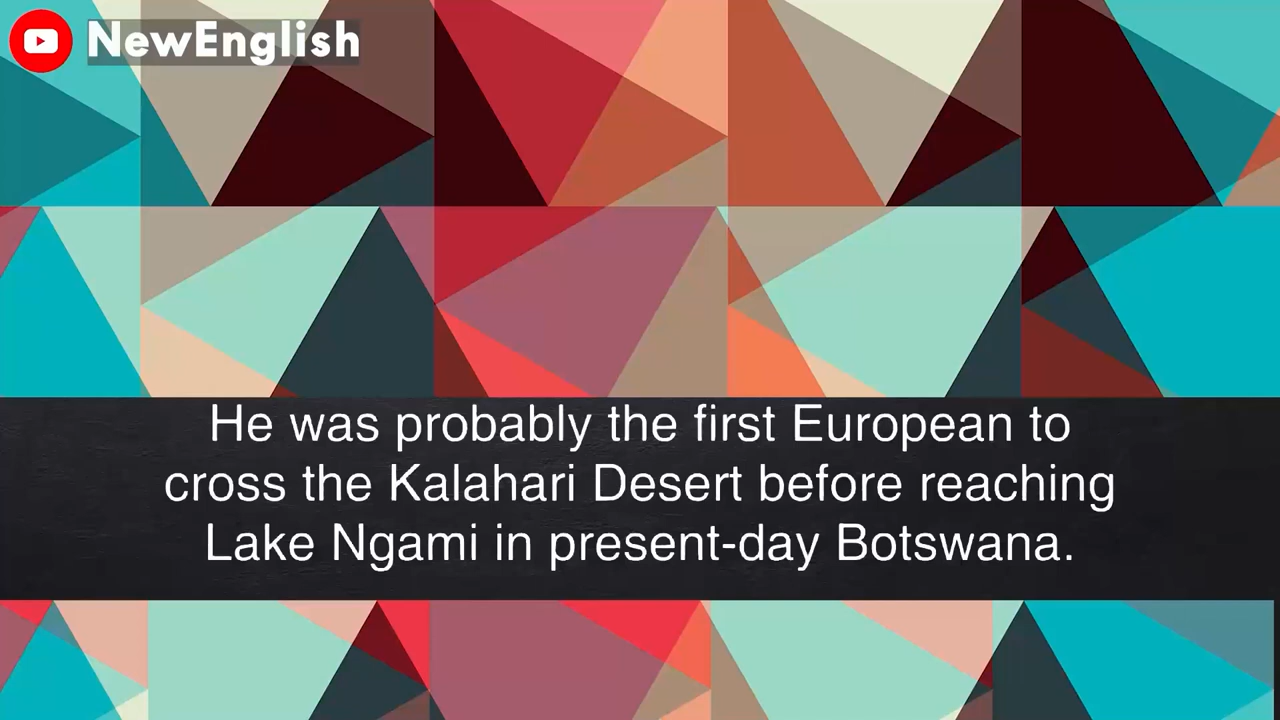 NewEnglish
He was probably the first European to
cross the Kalahari Desert before reaching
Lake Ngami in present-day Botswana.